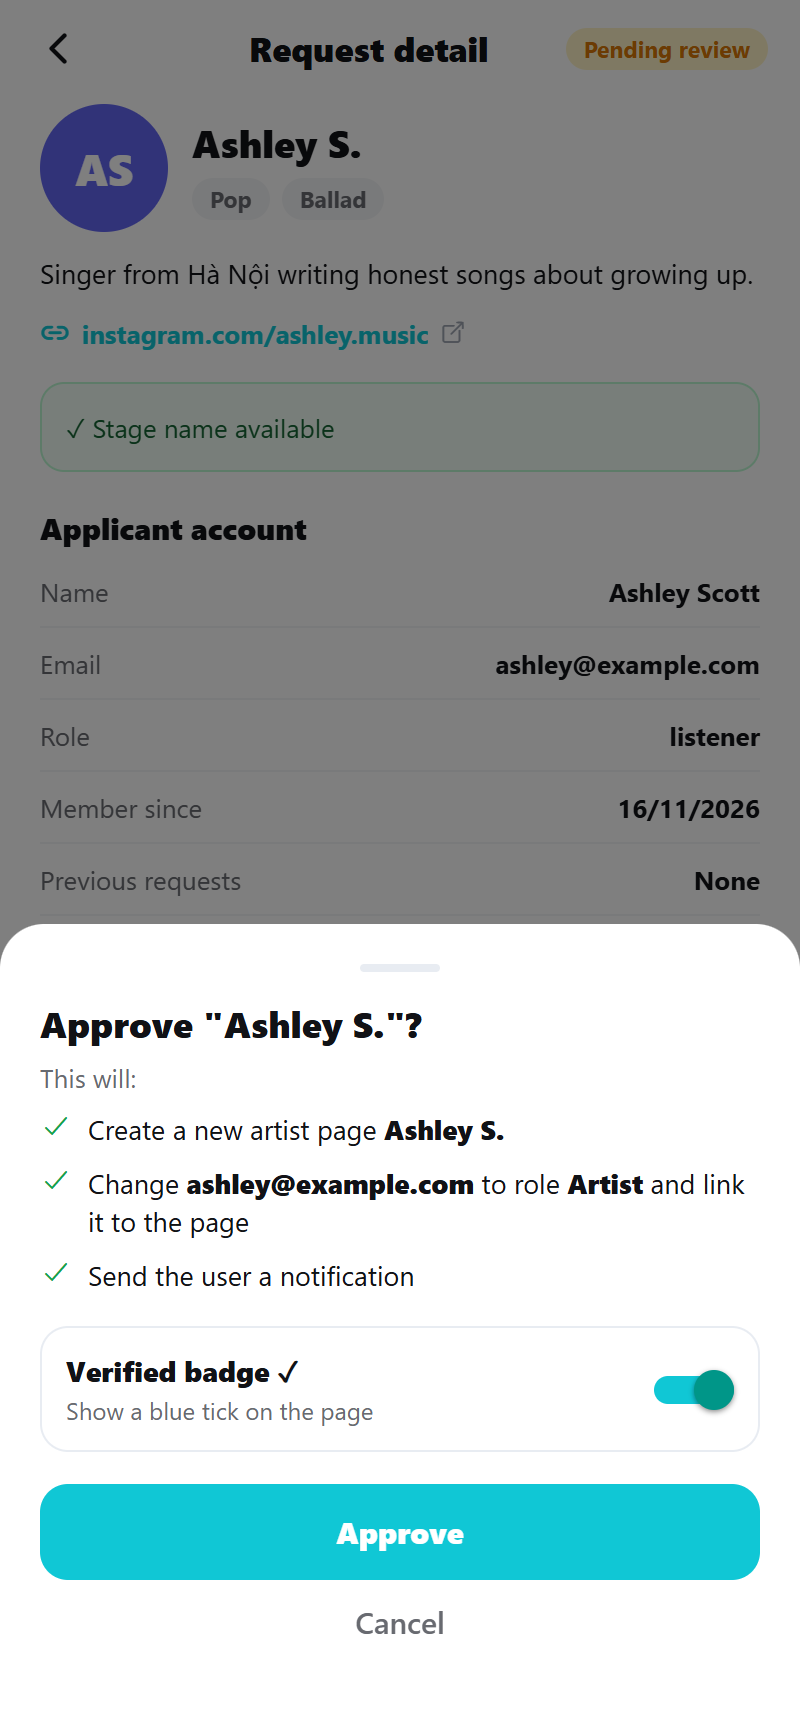 Request detail
Pending review
AS
Ashley S.
Pop
Ballad
Singer from Hà Nội writing honest songs about growing up.
instagram.com/ashley.music
✓ Stage name available
Applicant account
Name
Ashley Scott
Email
ashley@example.com
Role
listener
Member since
16/11/2026
Previous requests
None
Approve "Ashley S."?
This will:
Create a new artist page Ashley S.
Change ashley@example.com to role Artist and link
it to the page
Send the user a notification
Verified badge ✓
Show a blue tick on the page
Approve
Cancel